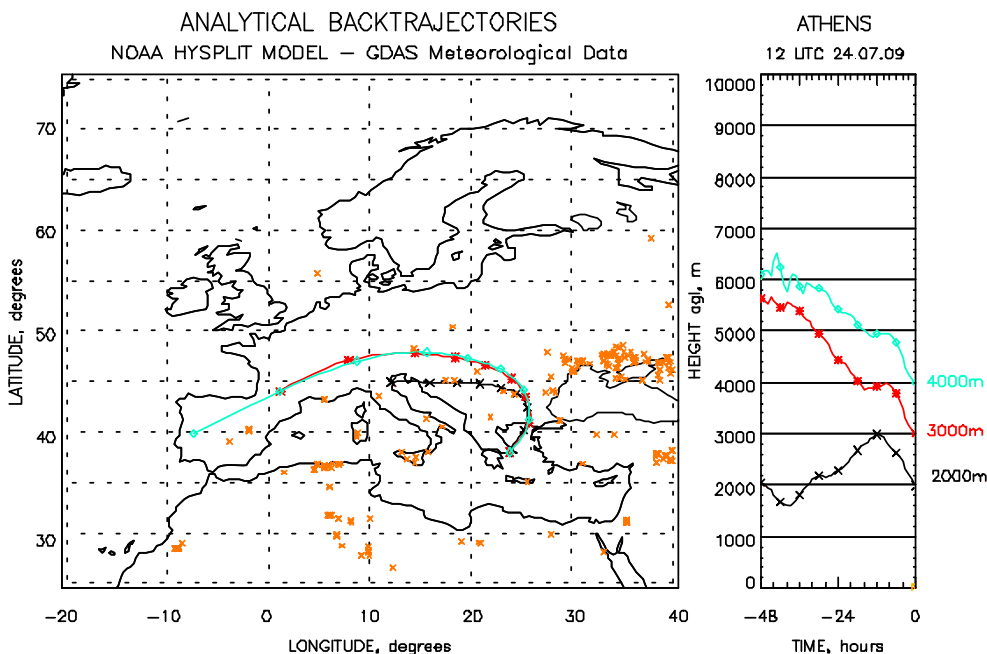 ANALYTICAL BACKTRAJECTORIES
NOAA HYSPLIT MODEL – GDAS Meteorological Data
ATHENS
12 UTC 24.07.09
70
60
50
40
30
LATITUDE, degrees
-20
-10
0
10
20
30
40
LONGITUDE, degrees
10000
9000
8000
7000
6000
5000
4000
3000
2000
1000
0
HEIGHT agl, m
4000m
3000m
2000m
-48
-24
0
TIME, hours